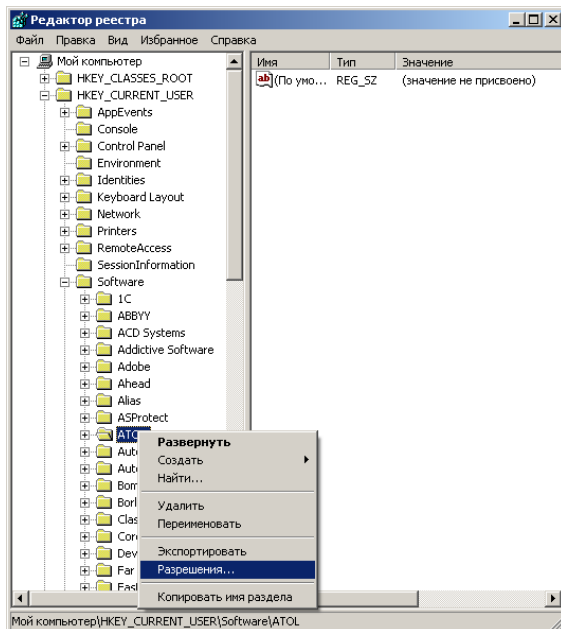 Редактор реестра
Файл Правка Вид Избранное Справка
Мой компьютер
HKEY_CLASSES_ROOT
HKEY_CURRENT_USER
AppEvents
Console
Control Panel
Environment
Identities
Keyboard Layout
Network
Printers
RemoteAccess
SessionInformation
Software
1C
ABBYY
ACD Systems
Addictive Software
Adobe
Ahead
Alias
ASProtect
Far
Имя Тип Значение
ab (По умо... REG_SZ (значение не присвоено)
Развернуть
Создать
Найти...
Удалить
Переименовать
Экспортировать
Разрешения...
Копировать имя раздела
Мой компьютер\HKEY_CURRENT_USER\Software\ATOL